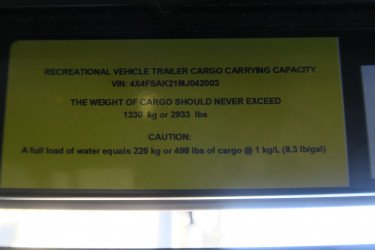 RECREATIONAL VEHICLE TRAILER CARGO CARRYING CAPACITY
VIN: 4X4FSAK21MJ042003
THE WEIGHT OF CARGO SHOULD NEVER EXCEED
1330 kg or 2933 lbs
CAUTION:
A full load of water equals 226 kg or 498 lbs of cargo @ 1 kg/L (8.3 lb/gal)